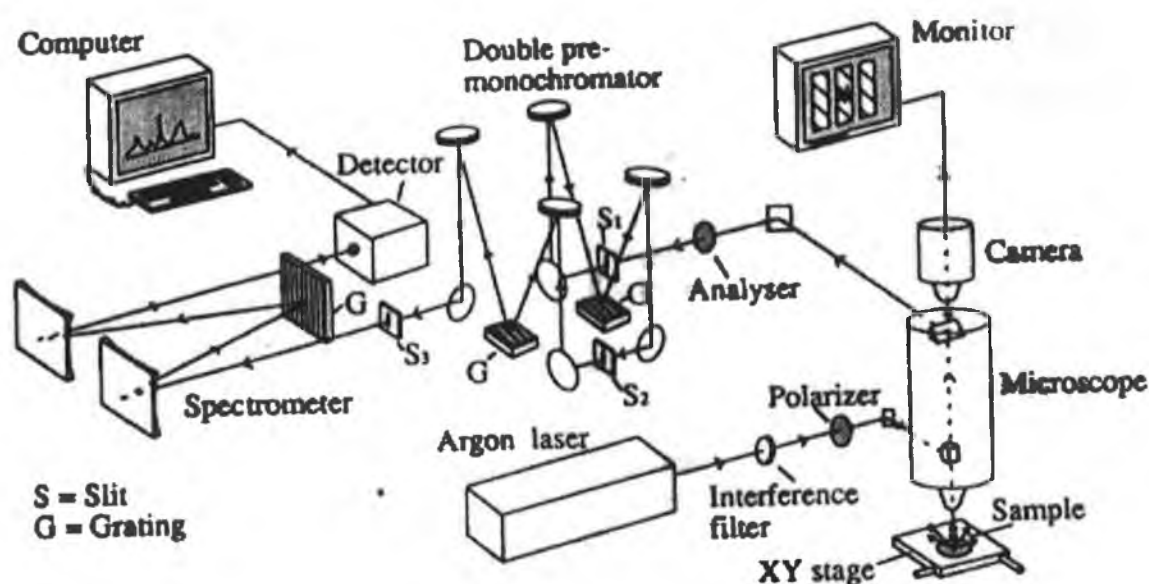 Computer
Double pre-
monochromator
Monitor
Detector
S1
Camera
Analyser
G
G
S3
G
S2
Microscope
Spectrometer
Polarizer
Argon laser
Interference
filter
S = Slit
G = Grating
Sample
XY stage